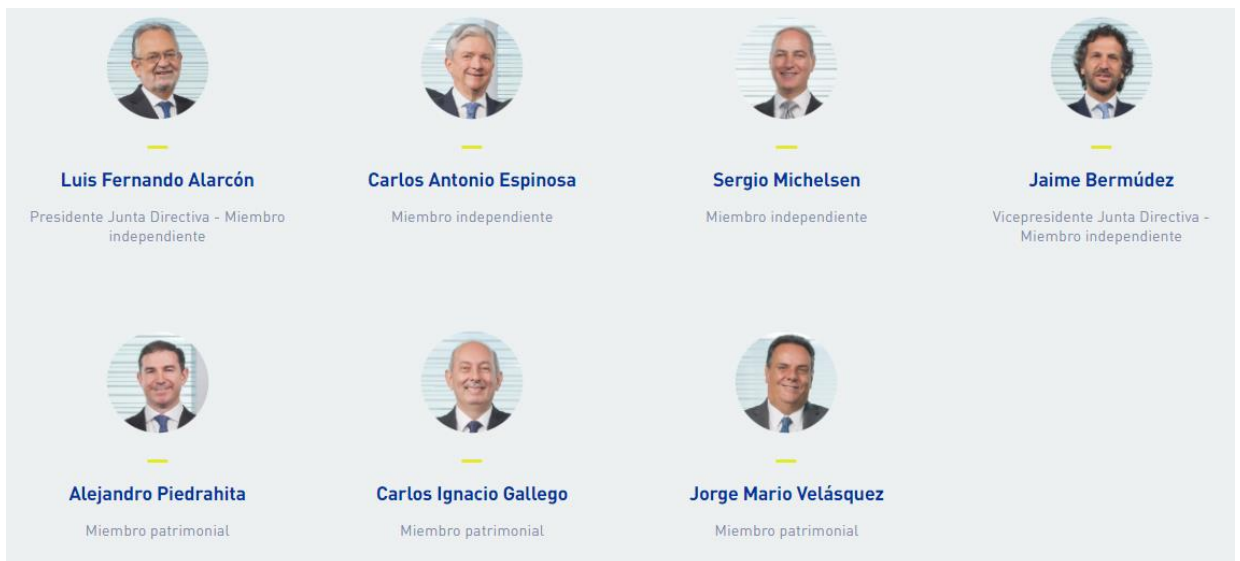 Luis Fernando Alarcón
Presidente Junta Directiva - Miembro
independiente
Carlos Antonio Espinosa
Miembro independiente
Sergio Michelsen
Miembro independiente
Jaime Bermúdez
Vicepresidente Junta Directiva -
Miembro independiente
Alejandro Piedrahita
Miembro patrimonial
Carlos Ignacio Gallego
Miembro patrimonial
Jorge Mario Velásquez
Miembro patrimonial